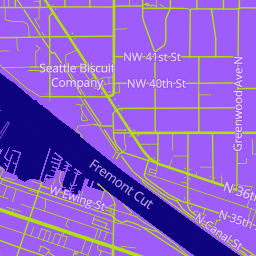 NW 41st St
Seattle Biscuit
Company
NW 40th St
Greenwood Ave N
Fremont Cut
W Ewing St
N 36th
N 35th
N Canal St